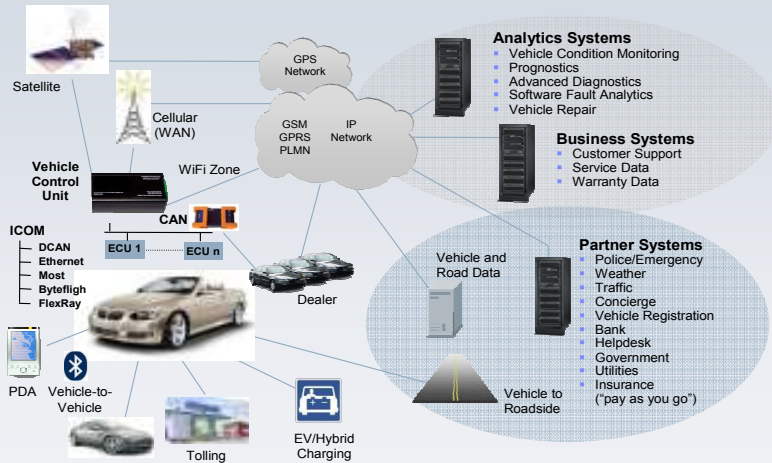 Satellite
GPS
Network
Cellular
(WAN)
GSM
GPRS
PLMN
IP
Network
WiFi Zone
Vehicle
Control
Unit
CAN
ECU 1
ECU n
ICOM
DCAN
Ethernet
Most
Bytefligh
FlexRay
Dealer
PDA
Vehicle-to-
Vehicle
Tolling
EV/Hybrid
Charging
Analytics Systems
Vehicle Condition Monitoring
Prognostics
Advanced Diagnostics
Software Fault Analytics
Vehicle Repair
Business Systems
Customer Support
Service Data
Warranty Data
Vehicle and
Road Data
Partner Systems
Police/Emergency
Weather
Traffic
Concierge
Vehicle Registration
Bank
Helpdesk
Government
Utilities
Insurance
(“pay as you go”)
Vehicle to
Roadside